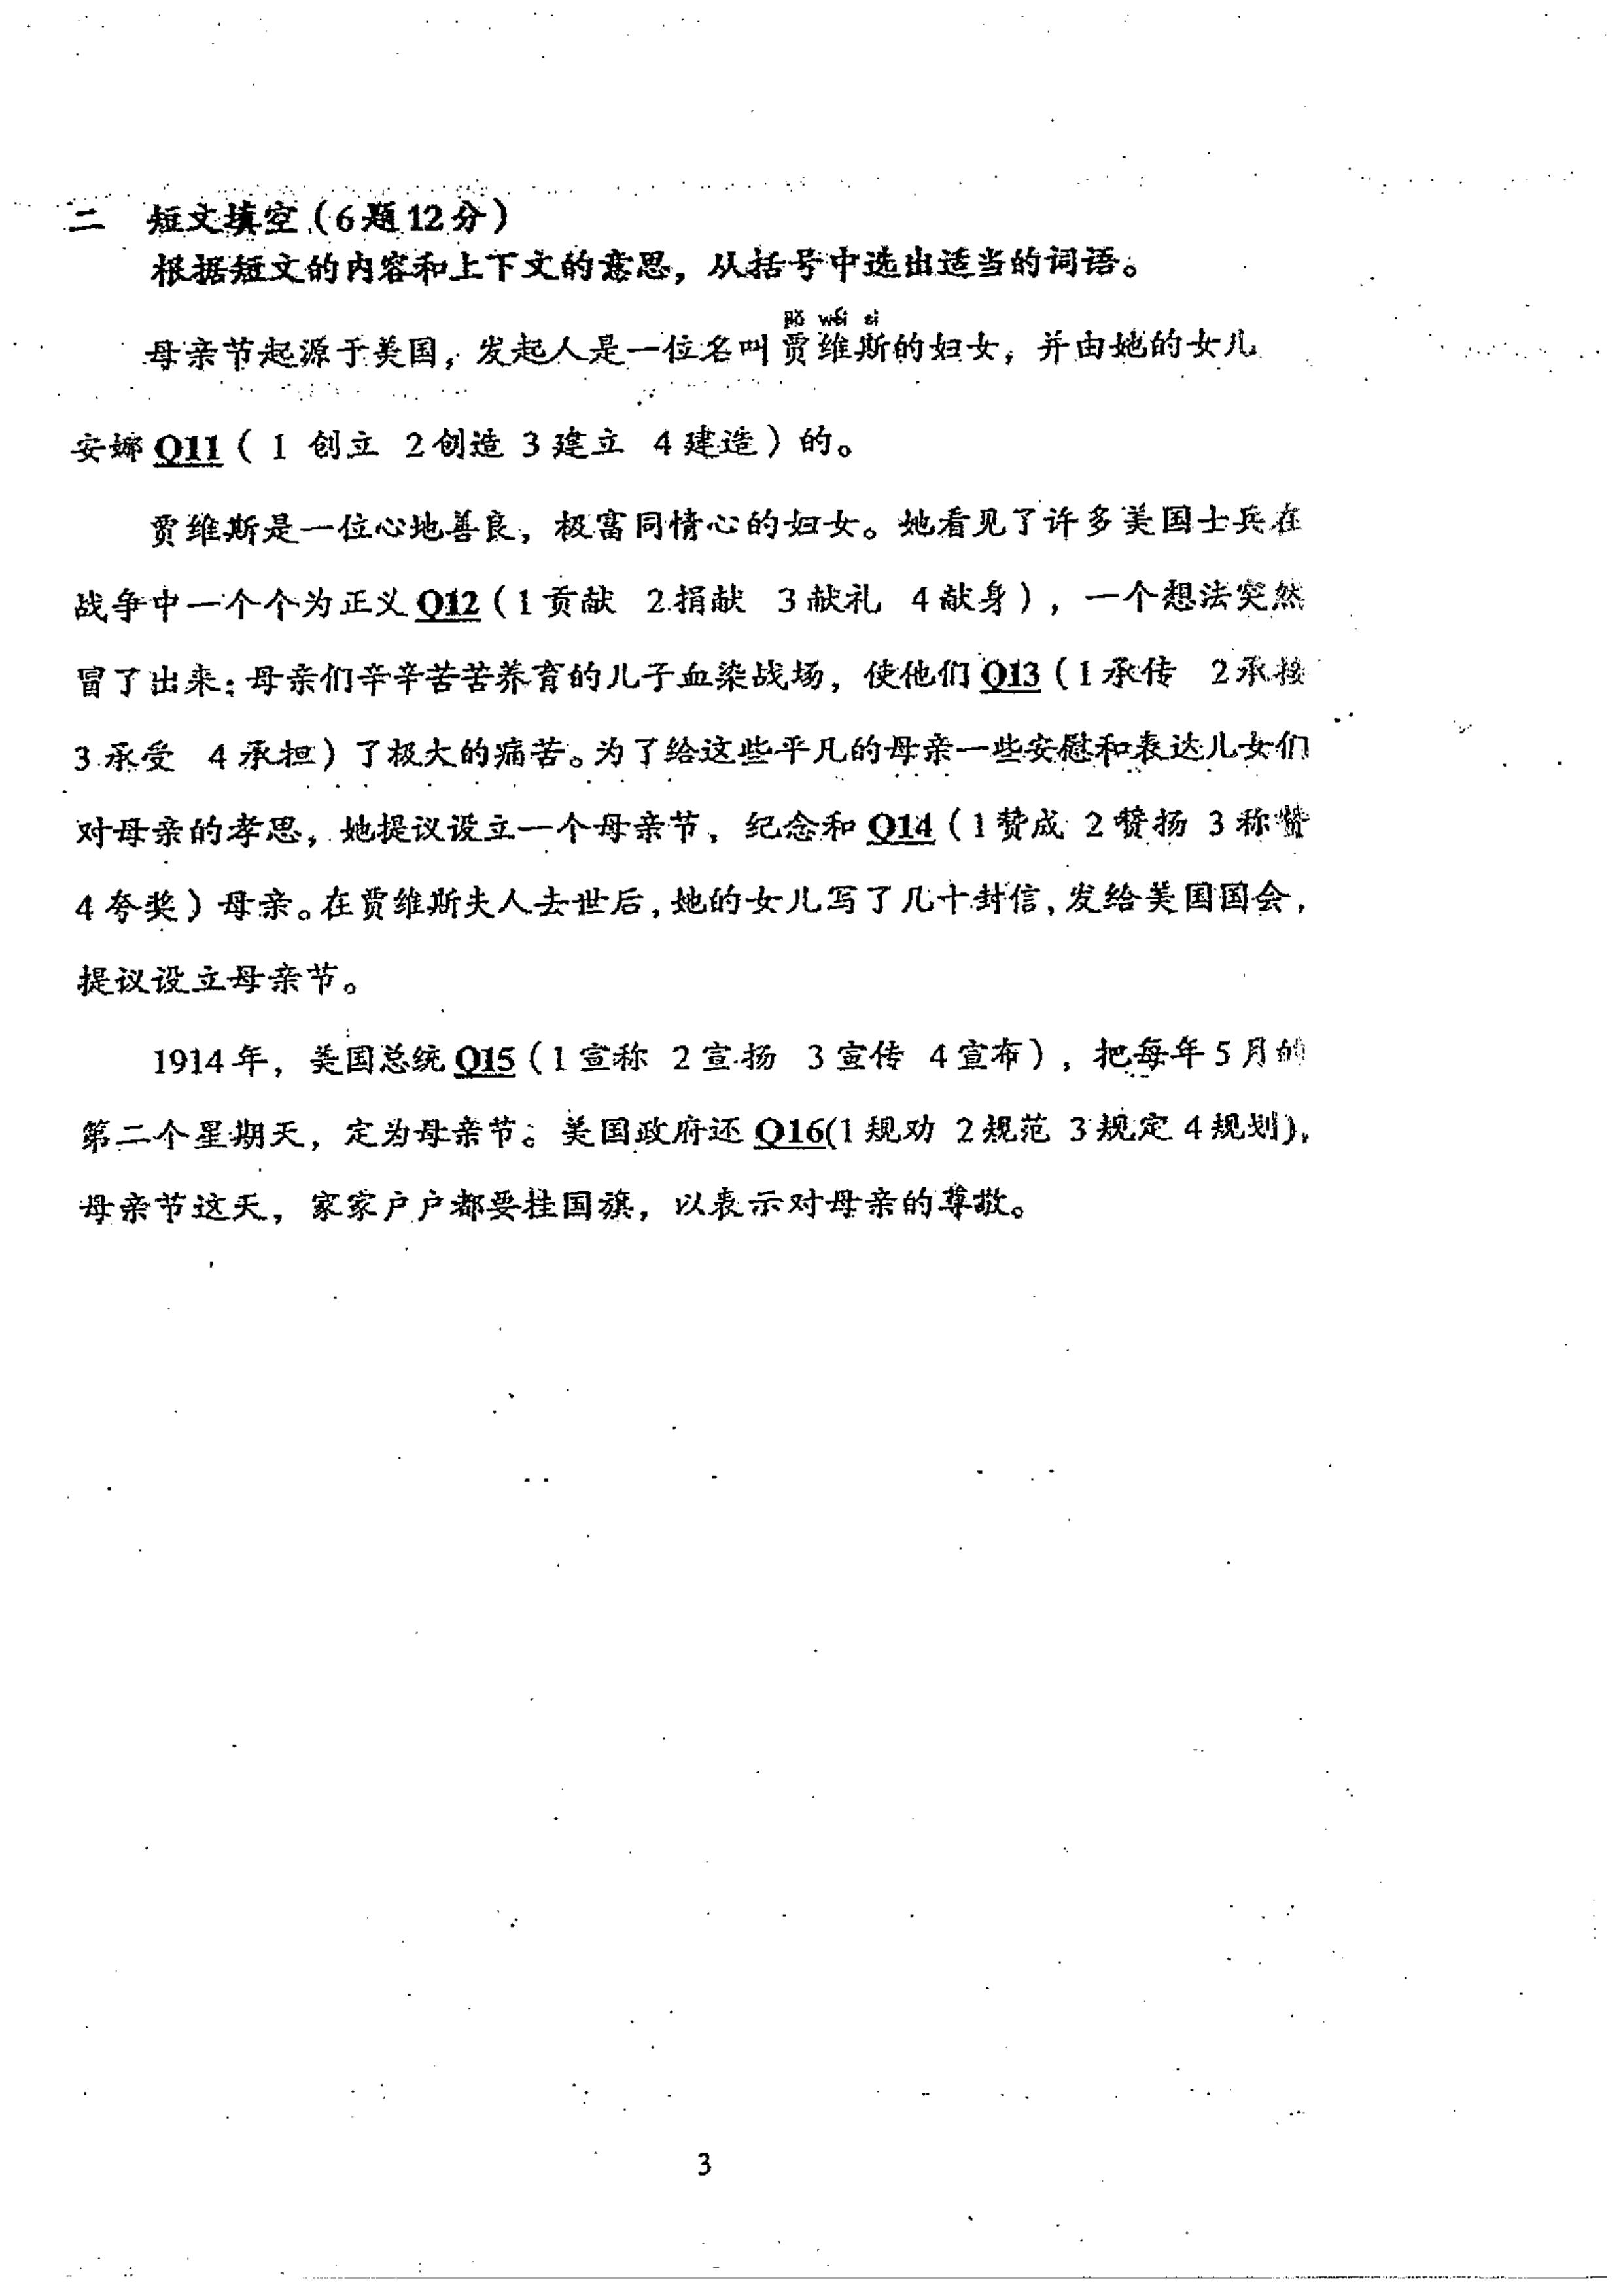 二 短文填空（6题12分）
根据短文的内容和上下文的意思，从括号中选出适当的词语。
jiǎ wéi sī
母亲节起源于美国，发起人是一位名叫贾维斯的妇女，并由她的女儿
安娜Q11（1 创立 2创造 3建立 4建造）的。
贾维斯是一位心地善良，极富同情心的妇女。她看见了许多美国士兵在
战争中一个个为正义Q12（1贡献 2捐献 3献礼 4献身），一个想法突然
冒了出来：母亲们辛辛苦苦养育的儿子血染战场，使他们Q13（1承传 2承接
3承受 4承担）了极大的痛苦。为了给这些平凡的母亲一些安慰和表达儿女们
对母亲的孝思，她提议设立一个母亲节，纪念和Q14（1赞成 2赞扬 3称赞
4夸奖）母亲。在贾维斯夫人去世后，她的女儿写了几十封信，发给美国国会，
提议设立母亲节。
1914年，美国总统Q15（1宣称 2宣扬 3宣传 4宣布），把每年5月的
第二个星期天，定为母亲节。美国政府还Q16(1规劝 2规范 3规定 4规划)，
母亲节这天，家家户户都要挂国旗，以表示对母亲的尊敬。
3